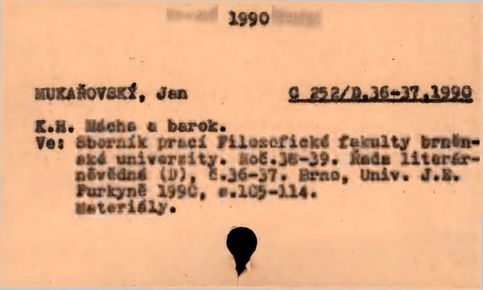 1990
MUKAŘOVSKÝ, Jan C 252/D.36-37,1990
K.H. Mácha a barok.
Ve: Sborník prací Filozofické fakulty brněn-
ské university. Roč.38-39. Řada literár-
něvědná (D), č.36-37. Brno, Univ. J.E.
Purkyně 1990, s.105-114.
Materiály.